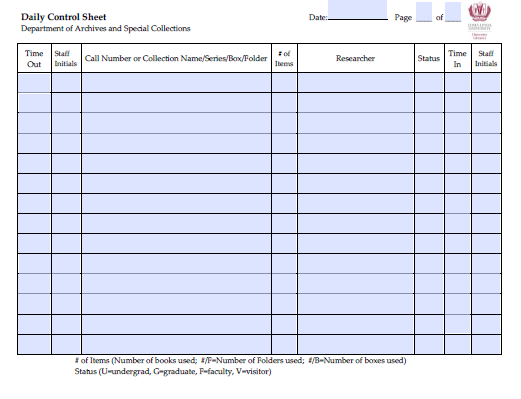 Daily Control Sheet
Date: Page of
Department of Archives and Special Collections
Time Out
Staff Initials
Call Number or Collection Name/Series/Box/Folder
# of Items
Researcher
Status
Time In
Staff Initials
# of Items (Number of books used; #/F=Number of Folders used; #/B=Number of boxes used)
Status (U=undergrad, G=graduate, F=faculty, V=visitor)